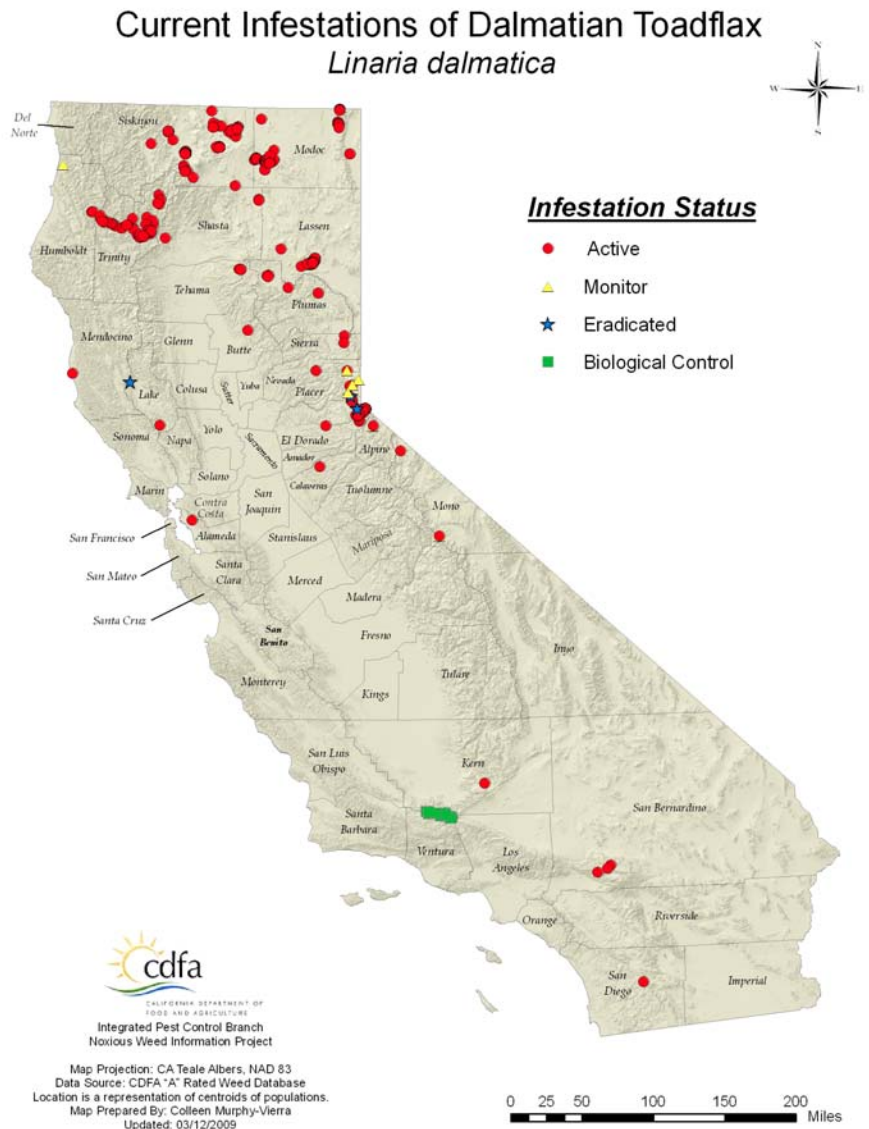 Current Infestations of Dalmatian Toadflax
Linaria dalmatica
N
W
E
S
Del
Norte
Siskiyou
Modoc
Shasta
Lassen
Humboldt
Trinity
Tehama
Plumas
Mendocino
Glenn
Butte
Sierra
Lake
Colusa
Sutter
Yuba
Nevada
Placer
Sonoma
Napa
Yolo
Sacramento
El Dorado
Amador
Alpine
Solano
Calaveras
Tuolumne
Marin
Contra
Costa
San
Joaquin
Mono
San Francisco
Alameda
Stanislaus
Mariposa
San Mateo
Santa
Clara
Merced
Santa Cruz
Madera
San
Benito
Fresno
Inyo
Monterey
Kings
Tulare
San Luis
Obispo
Kern
Santa
Barbara
San Bernardino
Ventura
Los
Angeles
Orange
Riverside
San
Diego
Imperial
Infestation Status
Active
Monitor
Eradicated
Biological Control
cdfa
CALIFORNIA DEPARTMENT OF
FOOD AND AGRICULTURE
Integrated Pest Control Branch
Noxious Weed Information Project
Map Projection: CA Teale Albers, NAD 83
Data Source: CDFA "A" Rated Weed Database
Location is a representation of centroids of populations.
Map Prepared By: Colleen Murphy-Vierra
Updated: 03/12/2009
0 25 50 100 150 200
Miles